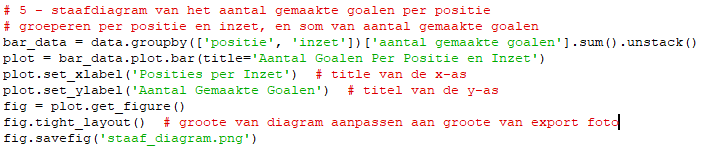 # 5 - staafdiagram van het aantal gemaakte goalen per positie
# groeperen per positie en inzet, en som van aantal gemaakte goalen
bar_data = data.groupby(['positie', 'inzet'])['aantal gemaakte goalen'].sum().unstack()
plot = bar_data.plot.bar(title='Aantal Goalen Per Positie en Inzet')
plot.set_xlabel('Posities per Inzet')  # title van de x-as
plot.set_ylabel('Aantal Gemaakte Goalen')  # titel van de y-as
fig = plot.get_figure()
fig.tight_layout()  # groote van diagram aanpassen aan groote van export foto
fig.savefig('staaf_diagram.png')